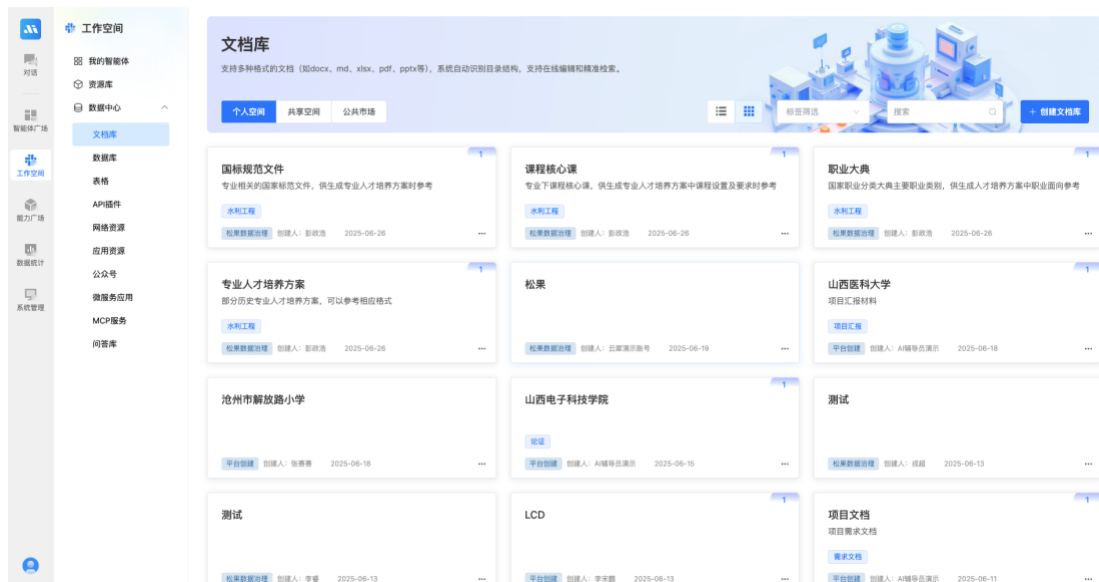 工作空间
对话
智能体广场
工作空间
能力广场
数据统计
系统管理
我的智能体
资源库
数据中心
文档库
数据库
表格
API插件
网络资源
应用资源
公众号
微服务应用
MCP服务
问答库
文档库
支持多种格式的文档（如docx、md、xlsx、pdf、pptx等），系统自动识别目录结构，支持在线编辑和精准检索。
个人空间 共享空间 公共市场
标签筛选
搜索
+ 创建文档库
1
国标规范文件
专业相关的国家标范文件，供生成专业人才培养方案时参考
水利工程
松果数据治理 创建人：彭政浩 2025-06-26
1
课程核心课
专业下课程核心课，供生成专业人才培养方案中课程设置及要求时参考
水利工程
松果数据治理 创建人：彭政浩 2025-06-26
1
职业大典
国家职业分类大典主要职业类别，供生成人才培养方案中职业面向参考
水利工程
松果数据治理 创建人：彭政浩 2025-06-26
1
专业人才培养方案
部分历史专业人才培养方案，可以参考相应格式
水利工程
松果数据治理 创建人：彭政浩 2025-06-26
松果
松果数据治理 创建人：云犀演示账号 2025-06-19
1
山西医科大学
项目汇报材料
项目汇报
平台创建 创建人：AI辅导员演示 2025-06-18
沧州市解放路小学
平台创建 创建人：张赛赛 2025-06-18
1
山西电子科技学院
论证
平台创建 创建人：AI辅导员演示 2025-06-15
测试
松果数据治理 创建人：成超 2025-06-13
测试
松果数据治理 创建人：李睿 2025-06-13
1
LCD
平台创建 创建人：李宋麒 2025-06-13
1
项目文档
项目需求文档
需求文档
平台创建 创建人：AI辅导员演示 2025-06-11